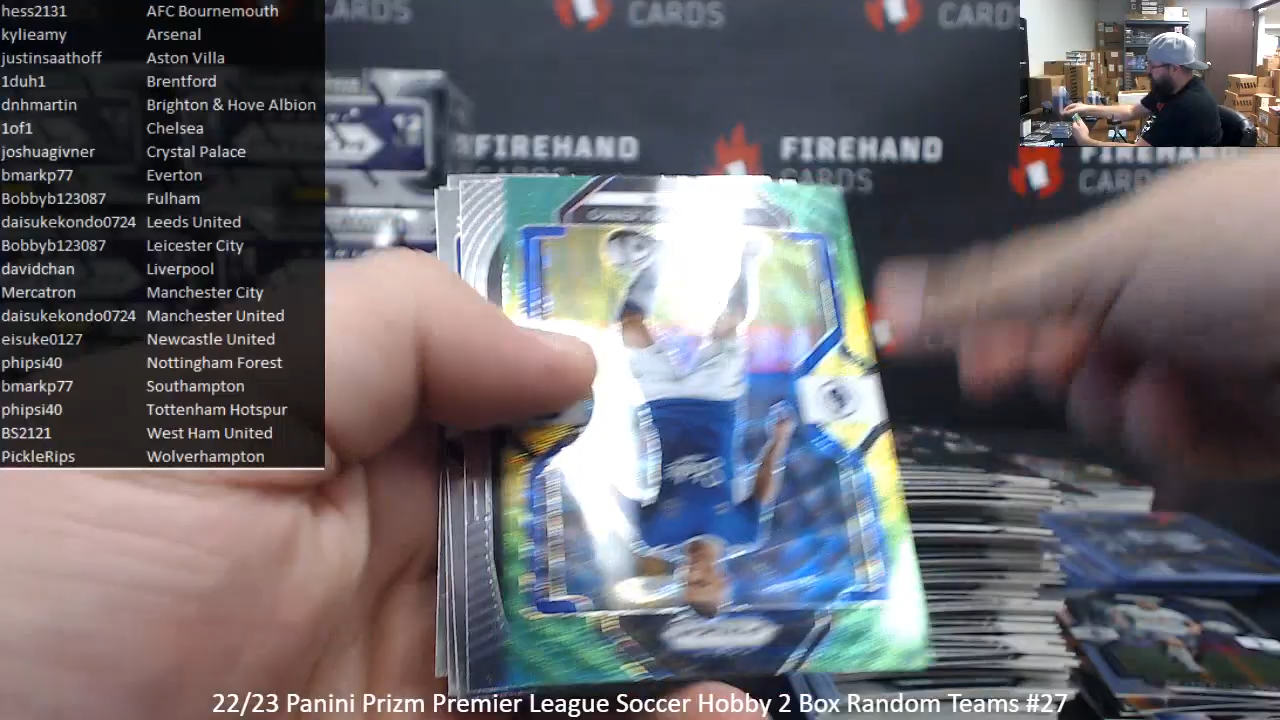 hess2131 AFC Bournemouth
kylieamy Arsenal
justinsaathoff Aston Villa
1duh1 Brentford
dnhmartin Brighton & Hove Albion
1of1 Chelsea
joshuagivner Crystal Palace
bmarkp77 Everton
Bobbyb123087 Fulham
daisukekondo0724 Leeds United
Bobbyb123087 Leicester City
davidchan Liverpool
Mercatron Manchester City
daisukekondo0724 Manchester United
eisuke0127 Newcastle United
phipsi40 Nottingham Forest
bmarkp77 Southampton
phipsi40 Tottenham Hotspur
BS2121 West Ham United
PickleRips Wolverhampton
CARDS CARDS CARDS
FIREHAND FIREHAND FIREHAND
CARDS CARDS
12
22/23 Panini Prizm Premier League Soccer Hobby 2 Box Random Teams #27